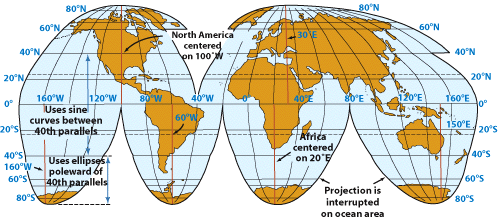 80°N
80°N
60°N
60°N
40°N
North America
centered
on 100°W
30°E
40°N
20°N
20°N
160°W
120°W
80°W
40°W
0°
40°E
80°E
120°E
160°E
0°
0°
Uses sine
curves between
40th parallels
60°W
150°E
20°S
20°S
Africa
centered
on 20°E
40°S
40°S
160°W
Uses ellipses
poleward of
40th parallels
60°S
60°S
80°S
80°S
Projection is
interrupted
on ocean area